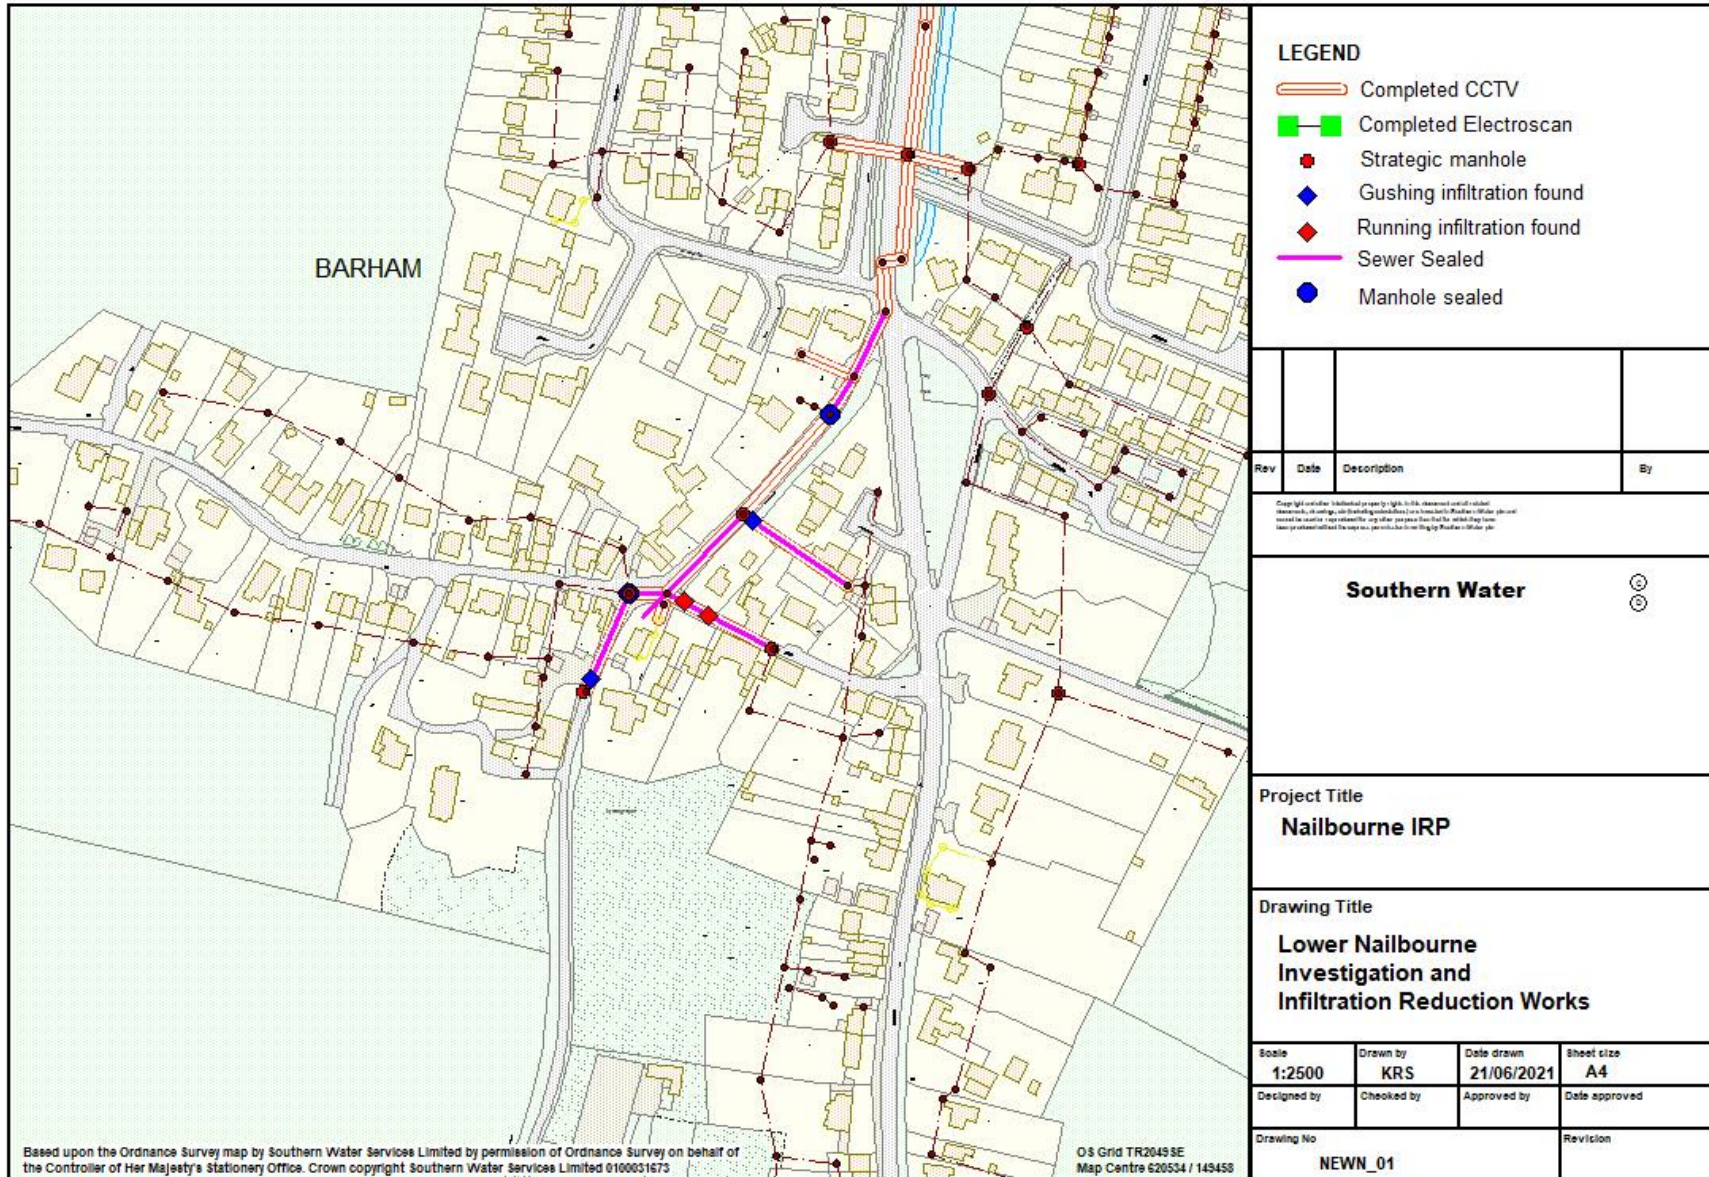 BARHAM
LEGEND
Completed CCTV
Completed Electroscan
Strategic manhole
Gushing infiltration found
Running infiltration found
Sewer Sealed
Manhole sealed
Rev Date Description By
Southern Water
Project Title
Nailbourne IRP
Drawing Title
Lower Nailbourne
Investigation and
Infiltration Reduction Works
Scale Drawn by Date drawn Sheet size
1:2500 KRS 21/06/2021 A4
Designed by Checked by Approved by Date approved
Drawing No Revision
NEWN_01
Based upon the Ordnance Survey map by Southern Water Services Limited by permission of Ordnance Survey on behalf of
the Controller of Her Majesty's Stationery Office. Crown copyright Southern Water Services Limited 0100031673
OS Grid TR2049SE
Map Centre 620534 / 149458